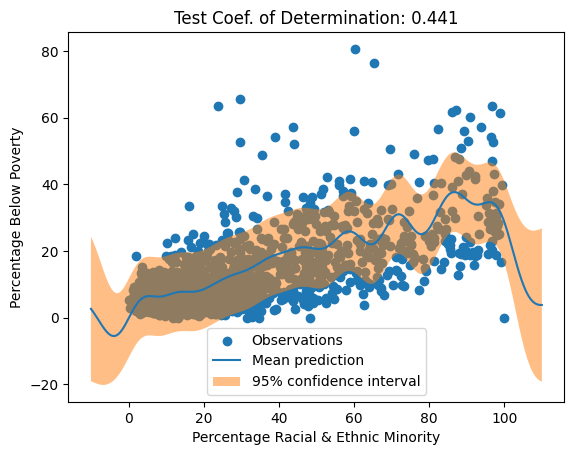 Test Coef. of Determination: 0.441
Percentage Below Poverty
80
60
40
20
0
−20
Observations
Mean prediction
95% confidence interval
0 20 40 60 80 100
Percentage Racial & Ethnic Minority